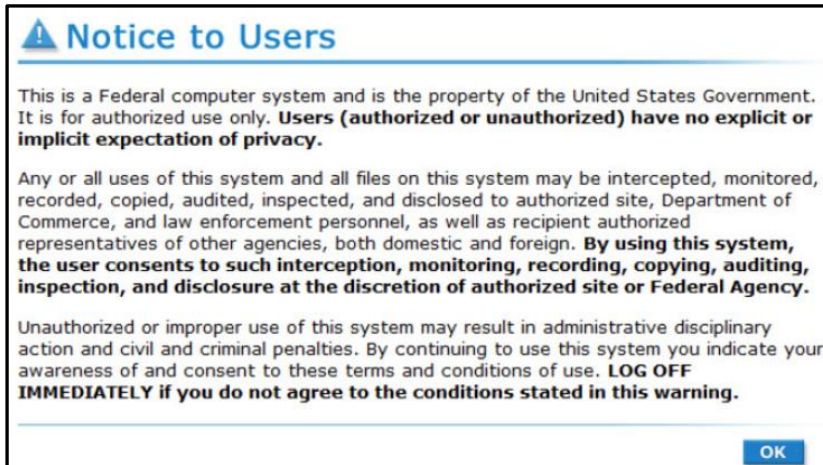 Notice to Users
This is a Federal computer system and is the property of the United States Government.
It is for authorized use only. Users (authorized or unauthorized) have no explicit or
implicit expectation of privacy.
Any or all uses of this system and all files on this system may be intercepted, monitored,
recorded, copied, audited, inspected, and disclosed to authorized site, Department of
Commerce, and law enforcement personnel, as well as recipient authorized
representatives of other agencies, both domestic and foreign. By using this system,
the user consents to such interception, monitoring, recording, copying, auditing,
inspection, and disclosure at the discretion of authorized site or Federal Agency.
Unauthorized or improper use of this system may result in administrative disciplinary
action and civil and criminal penalties. By continuing to use this system you indicate your
awareness of and consent to these terms and conditions of use. LOG OFF
IMMEDIATELY if you do not agree to the conditions stated in this warning.
OK